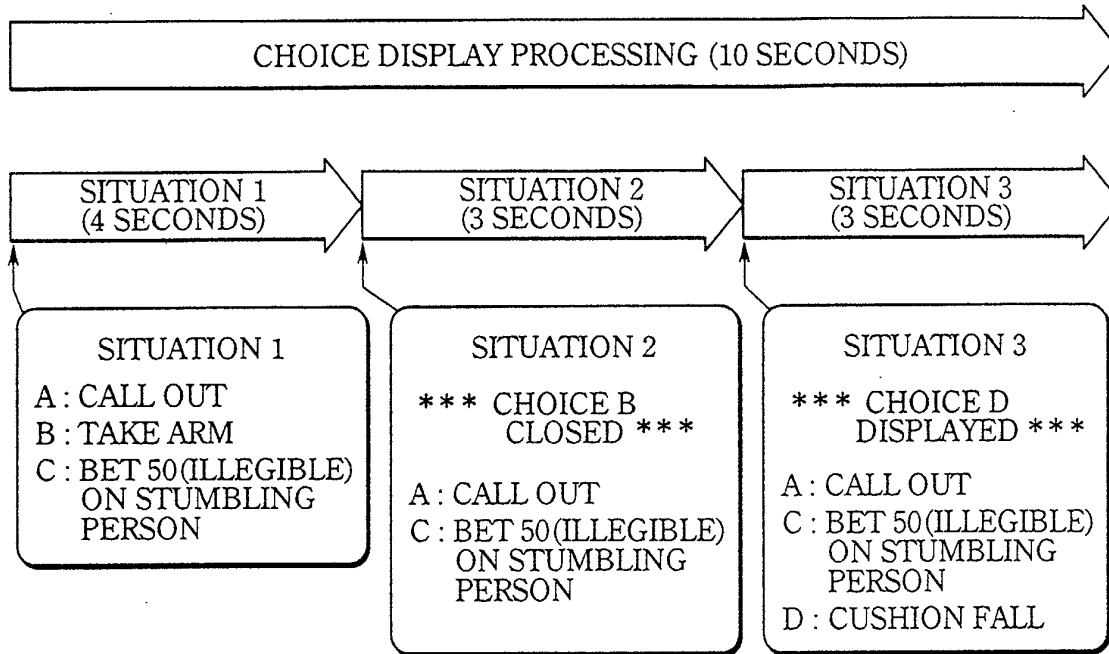 CHOICE DISPLAY PROCESSING (10 SECONDS)
SITUATION 1
(4 SECONDS)
SITUATION 2
(3 SECONDS)
SITUATION 3
(3 SECONDS)
SITUATION 1
A : CALL OUT
B : TAKE ARM
C : BET 50(ILLEGIBLE)
ON STUMBLING
PERSON
SITUATION 2
*** CHOICE B
CLOSED ***
A : CALL OUT
C : BET 50(ILLEGIBLE)
ON STUMBLING
PERSON
SITUATION 3
*** CHOICE D
DISPLAYED ***
A : CALL OUT
C : BET 50(ILLEGIBLE)
ON STUMBLING
PERSON
D : CUSHION FALL